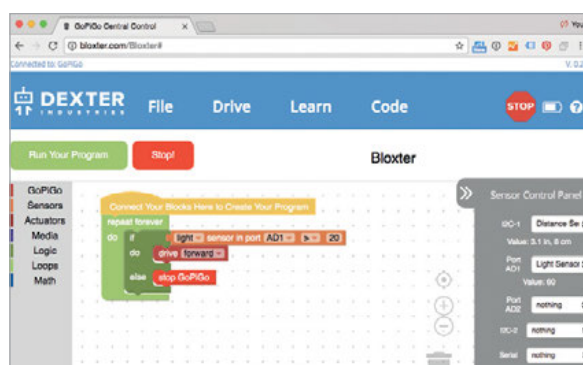 GoPiGo Central Control
You
bloxter.com/Bloxter#
Connected to: GoPiGo
V. 0.2
DEXTER
INDUSTRIES
File Drive Learn Code
STOP
Run Your Program Stop!
Bloxter
GoPiGo
Sensors
Actuators
Media
Logic
Loops
Math
Connect Your Blocks Here to Create Your Program
repeat forever
do if light sensor in port AD1 > 20
do drive forward
else stop GoPiGo
Sensor Control Panel
I2C-1 Distance Se
Value: 3.1 in, 8 cm
Port AD1 Light Sensor
Value: 60
Port AD2 nothing
I2C-2 nothing
Serial nothing